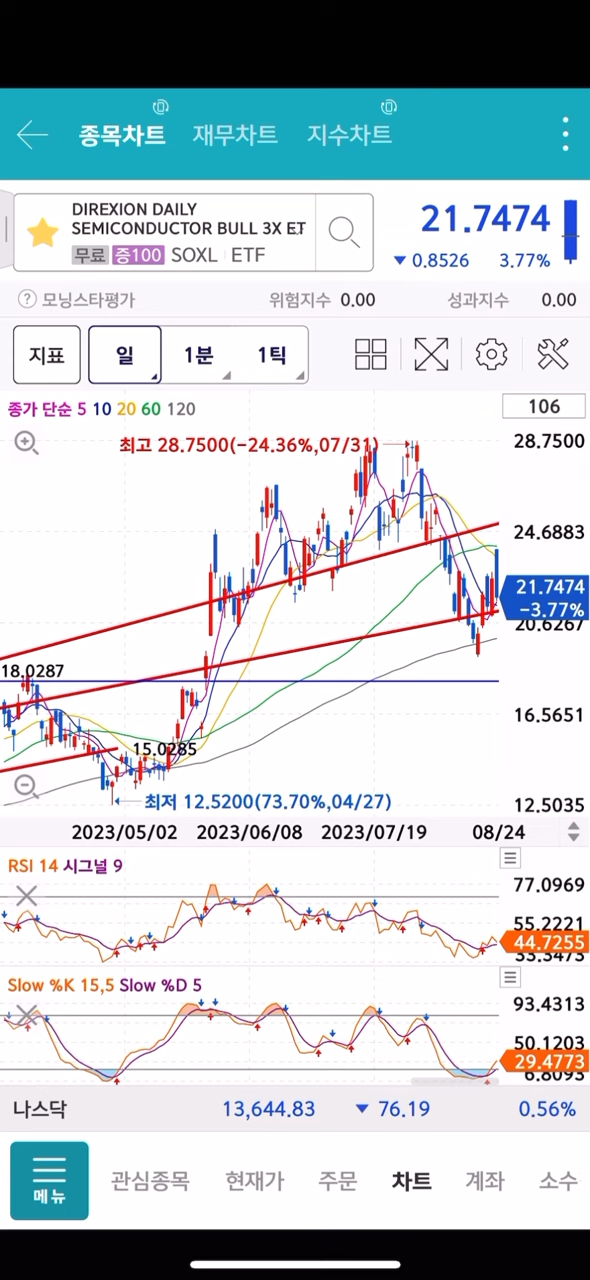 종목차트 재무차트 지수차트
DIREXION DAILY
SEMICONDUCTOR BULL 3X ET
무료 증100 SOXL ETF
21.7474
▼ 0.8526 3.77%
? 모닝스타평가 위험지수 0.00 성과지수 0.00
지표 일 1분 1틱
종가 단순 5 10 20 60 120
106
최고 28.7500(-24.36%,07/31)
28.7500
24.6883
21.7474
-3.77%
20.6267
18.0287
16.5651
15.0285
최저 12.5200(73.70%,04/27)
12.5035
2023/05/02 2023/06/08 2023/07/19 08/24
RSI 14 시그널 9
77.0969
55.2221
44.7255
33.3473
Slow %K 15,5 Slow %D 5
93.4313
50.1203
29.4773
6.8093
나스닥 13,644.83 ▼ 76.19 0.56%
메뉴 관심종목 현재가 주문 차트 계좌 소수